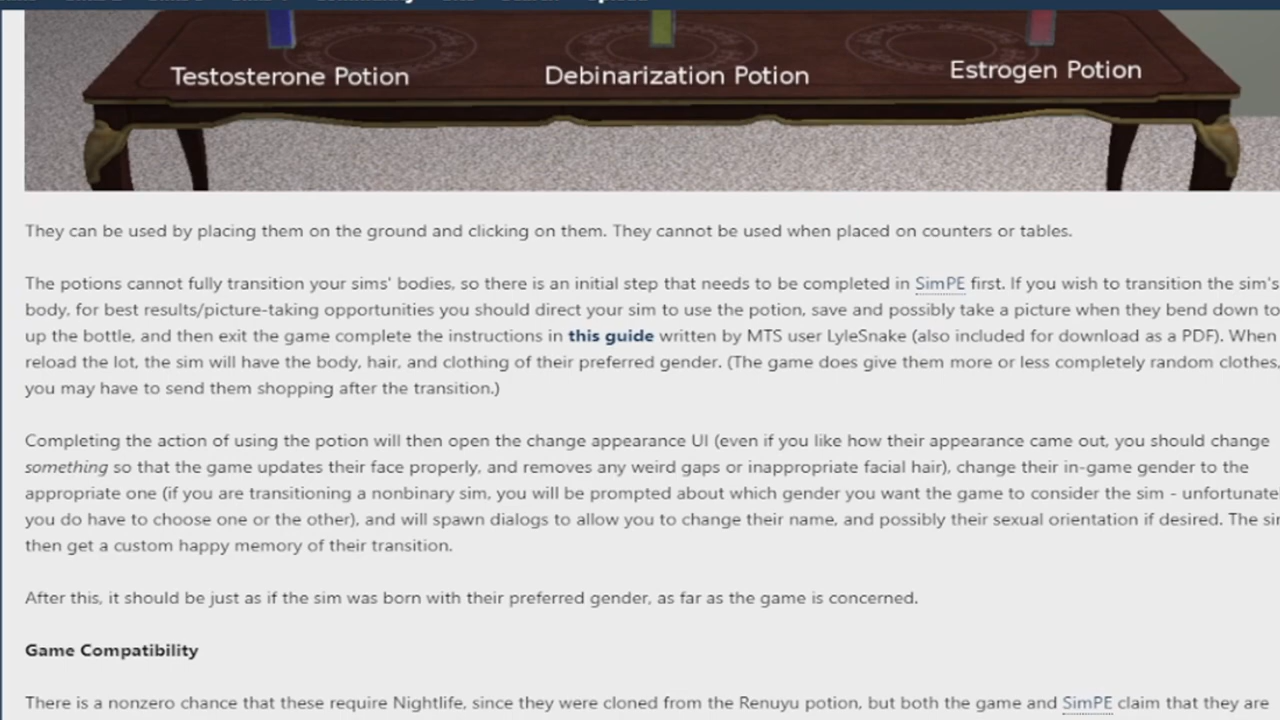 Testosterone Potion
Debinarization Potion
Estrogen Potion
They can be used by placing them on the ground and clicking on them. They cannot be used when placed on counters or tables.
The potions cannot fully transition your sims' bodies, so there is an initial step that needs to be completed in SimPE first. If you wish to transition the sim's
body, for best results/picture-taking opportunities you should direct your sim to use the potion, save and possibly take a picture when they bend down to
up the bottle, and then exit the game complete the instructions in this guide written by MTS user LyleSnake (also included for download as a PDF). When
reload the lot, the sim will have the body, hair, and clothing of their preferred gender. (The game does give them more or less completely random clothes,
you may have to send them shopping after the transition.)
Completing the action of using the potion will then open the change appearance UI (even if you like how their appearance came out, you should change
something so that the game updates their face properly, and removes any weird gaps or inappropriate facial hair), change their in-game gender to the
appropriate one (if you are transitioning a nonbinary sim, you will be prompted about which gender you want the game to consider the sim - unfortunatel
you do have to choose one or the other), and will spawn dialogs to allow you to change their name, and possibly their sexual orientation if desired. The sim
then get a custom happy memory of their transition.
After this, it should be just as if the sim was born with their preferred gender, as far as the game is concerned.
Game Compatibility
There is a nonzero chance that these require Nightlife, since they were cloned from the Renuyu potion, but both the game and SimPE claim that they are